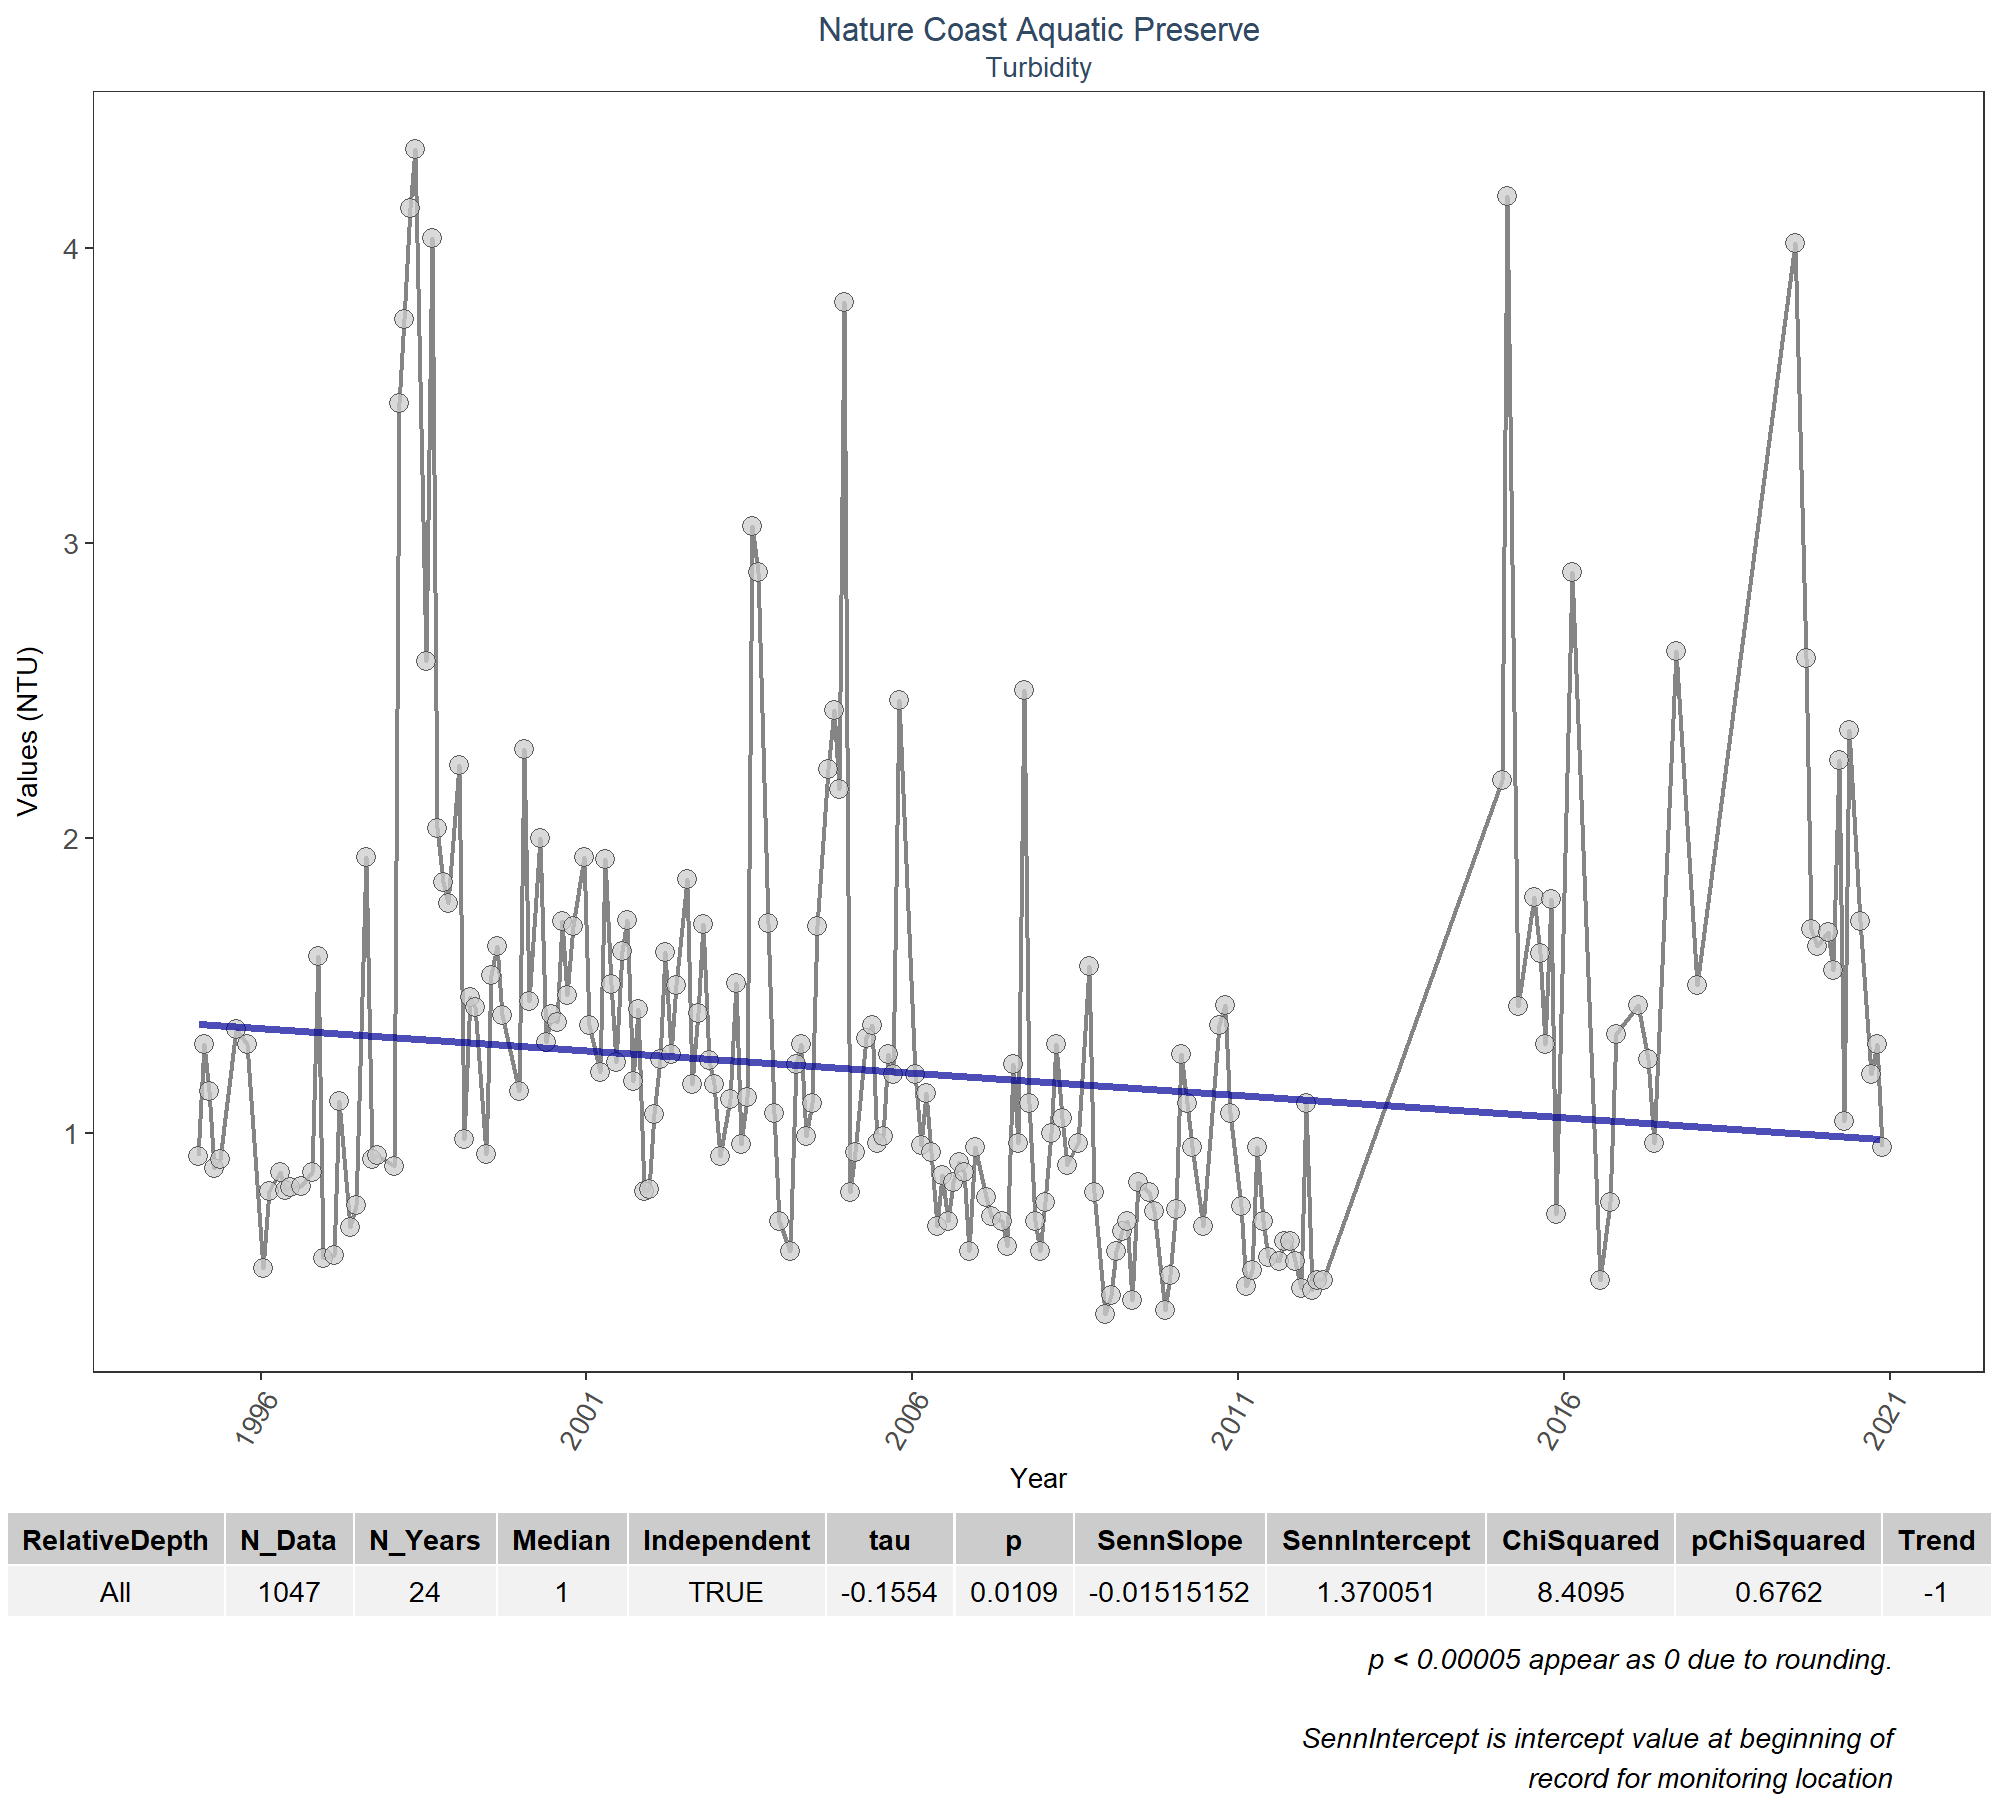 Nature Coast Aquatic Preserve
Turbidity
Values (NTU)
4
3
2
1
1996 2001 2006 2011 2016 2021
Year
RelativeDepth N_Data N_Years Median Independent tau p SennSlope SennIntercept ChiSquared pChiSquared Trend
All 1047 24 1 TRUE -0.1554 0.0109 -0.01515152 1.370051 8.4095 0.6762 -1
p < 0.00005 appear as 0 due to rounding.
SennIntercept is intercept value at beginning of
record for monitoring location